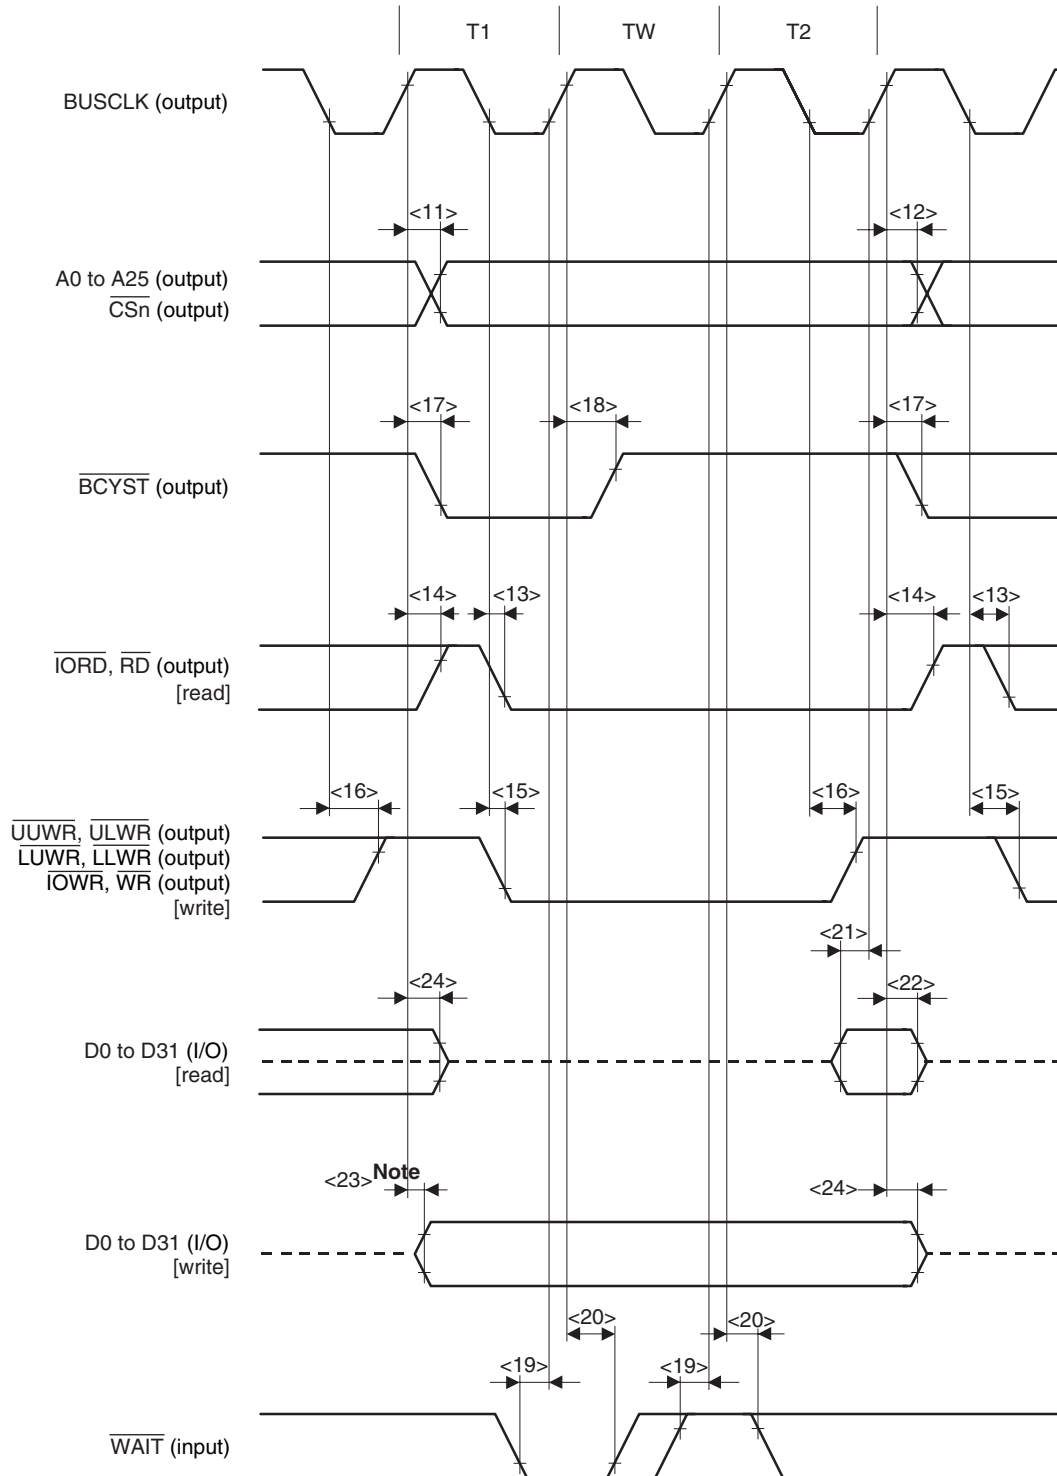 T1 TW T2
BUSCLK (output)
<11> <12>
A0 to A25 (output)
CSn (output)
<17> <18> <17>
BCYST (output)
<14> <13> <14> <13>
IORD, RD (output)
[read]
<16> <15> <16> <15>
UUWR, ULWR (output)
LUWR, LLWR (output)
IOWR, WR (output)
[write]
<21>
<24> <22>
D0 to D31 (I/O)
[read]
<23>Note <24>
D0 to D31 (I/O)
[write]
<20> <20>
<19> <19>
WAIT (input)